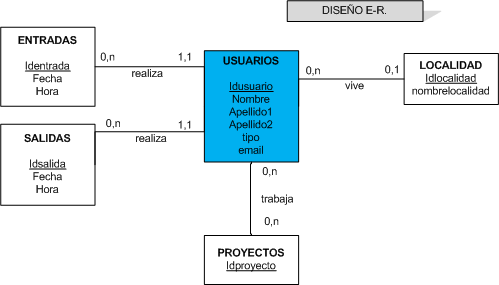 DISEÑO E-R.
ENTRADAS
Identrada
Fecha
Hora
0,n
1,1
realiza
USUARIOS
Idusuario
Nombre
Apellido1
Apellido2
tipo
email
0,n
0,1
vive
LOCALIDAD
Idlocalidad
nombrelocalidad
SALIDAS
Idsalida
Fecha
Hora
0,n
1,1
realiza
0,n
trabaja
0,n
PROYECTOS
Idproyecto